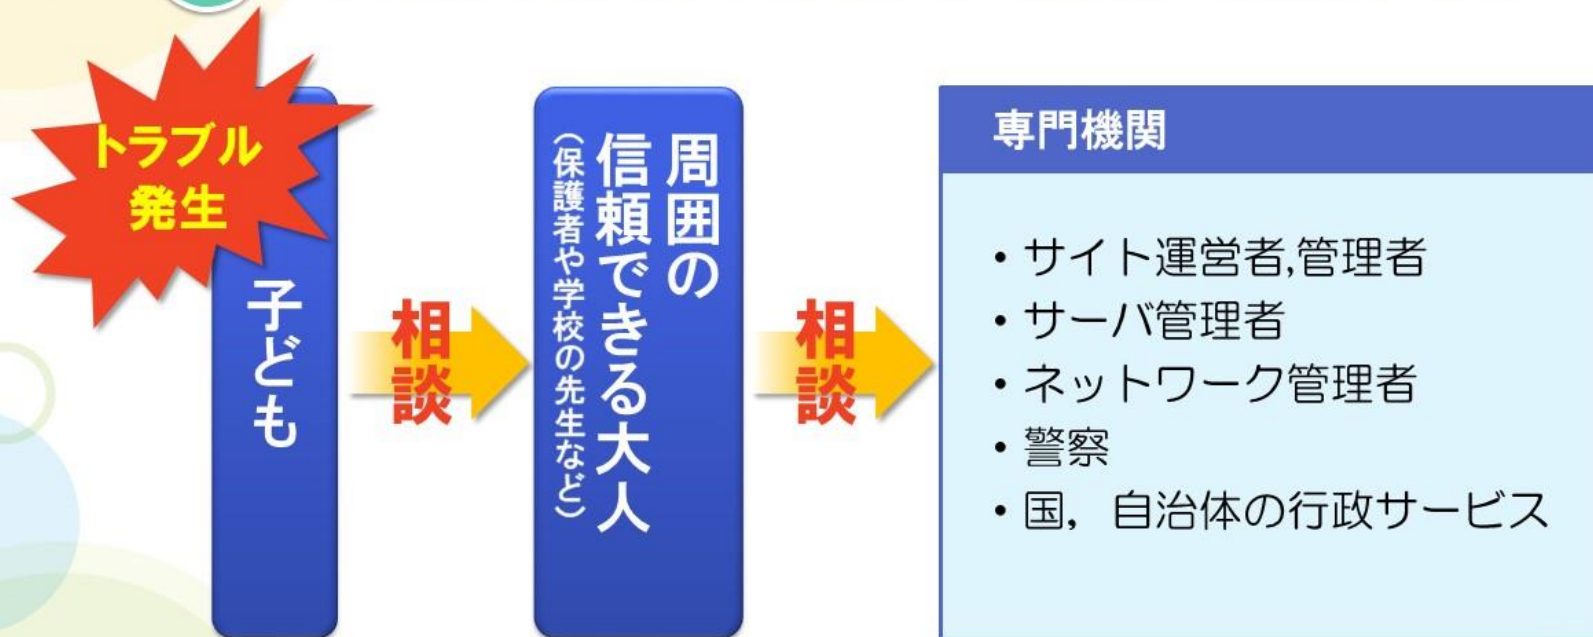 トラブル
発生
子ども
相談
周囲の
信頼できる大人
（保護者や学校の先生など）
相談
専門機関
・サイト運営者,管理者
・サーバ管理者
・ネットワーク管理者
・警察
・国，自治体の行政サービス